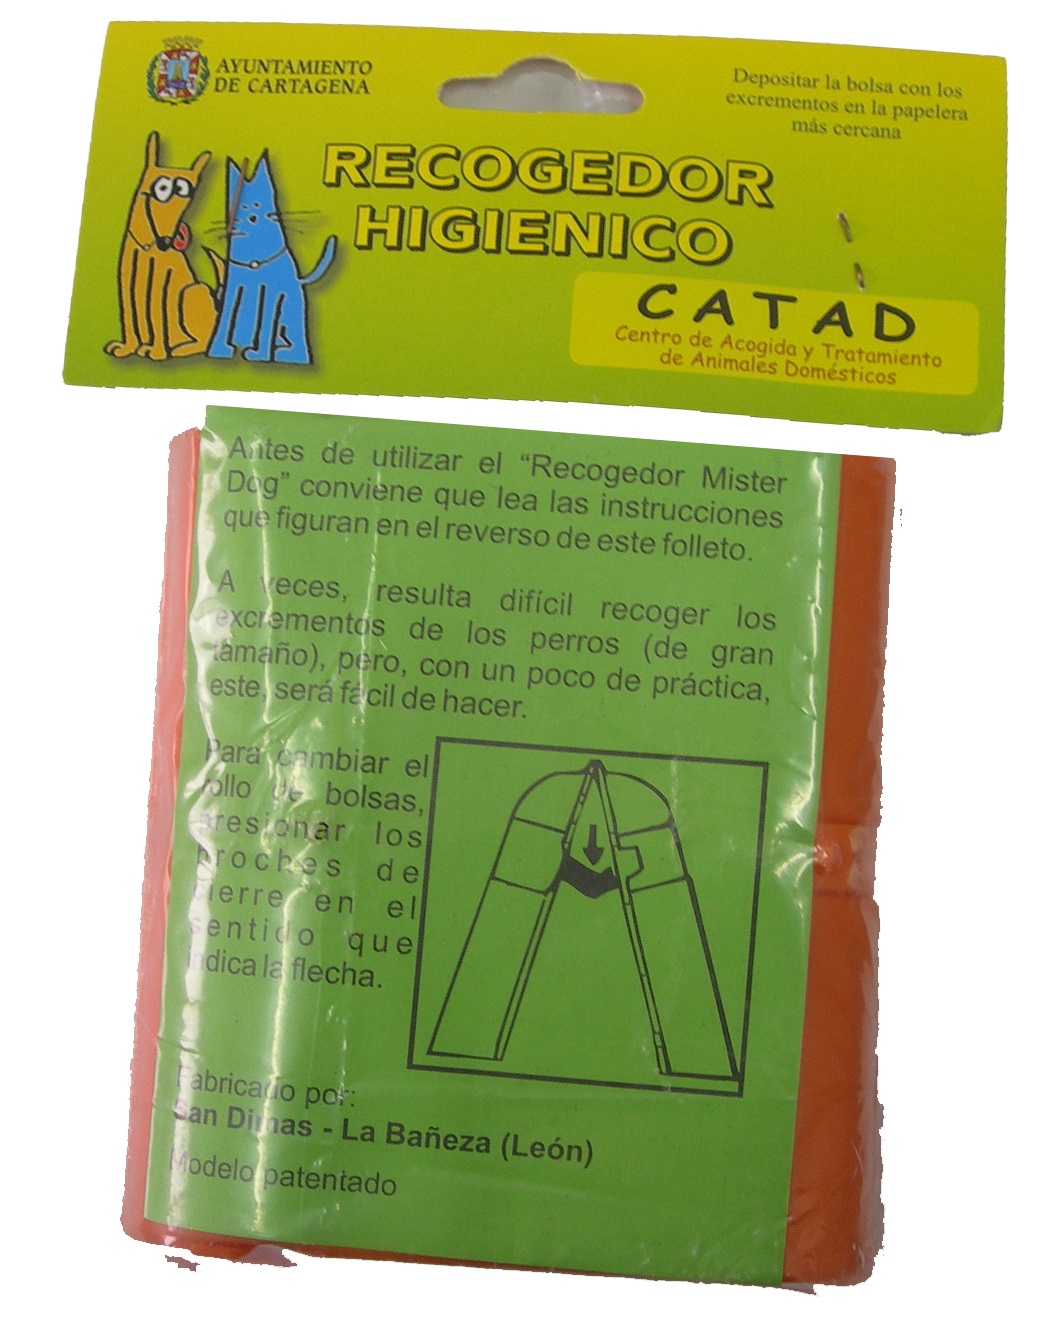 AYUNTAMIENTO
DE CARTAGENA
Depositar la bolsa con los
excrementos en la papelera
más cercana
RECOGEDOR
HIGIENICO
CATAD
Centro de Acogida y Tratamiento
de Animales Domésticos
Antes de utilizar el “Recogedor Mister
Dog” conviene que lea las instrucciones
que figuran en el reverso de este folleto.
A veces, resulta difícil recoger los
excrementos de los perros (de gran
tamaño), pero, con un poco de práctica,
este, será fácil de hacer.
Para cambiar el
rollo de bolsas,
presionar los
broches de
cierre en el
sentido que
indica la flecha.
Fabricado por:
San Dimas - La Bañeza (León)
Modelo patentado